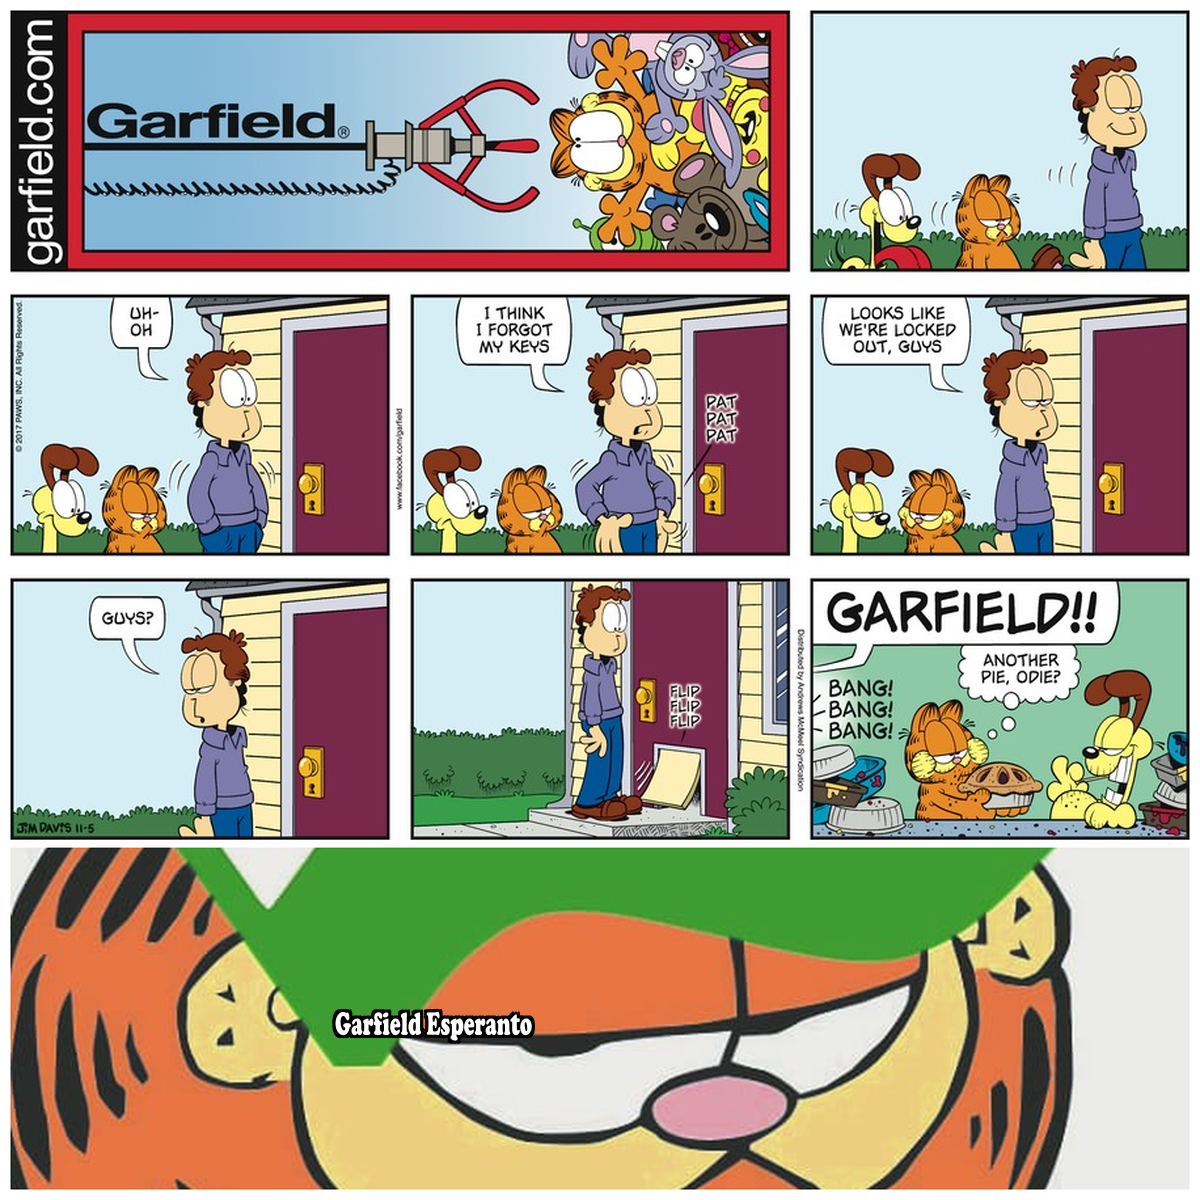 garfield.com
Garfield®
© 2017 PAWS, INC. All Rights Reserved.
UH-
OH
www.facebook.com/garfield
I THINK
I FORGOT
MY KEYS
PAT
PAT
PAT
LOOKS LIKE
WE'RE LOCKED
OUT, GUYS
GUYS?
JIM DAVIS 11-5
FLIP
FLIP
FLIP
Distributed by Andrews McMeel Syndication
GARFIELD!!
BANG!
BANG!
BANG!
ANOTHER
PIE, ODIE?
Garfield Esperanto